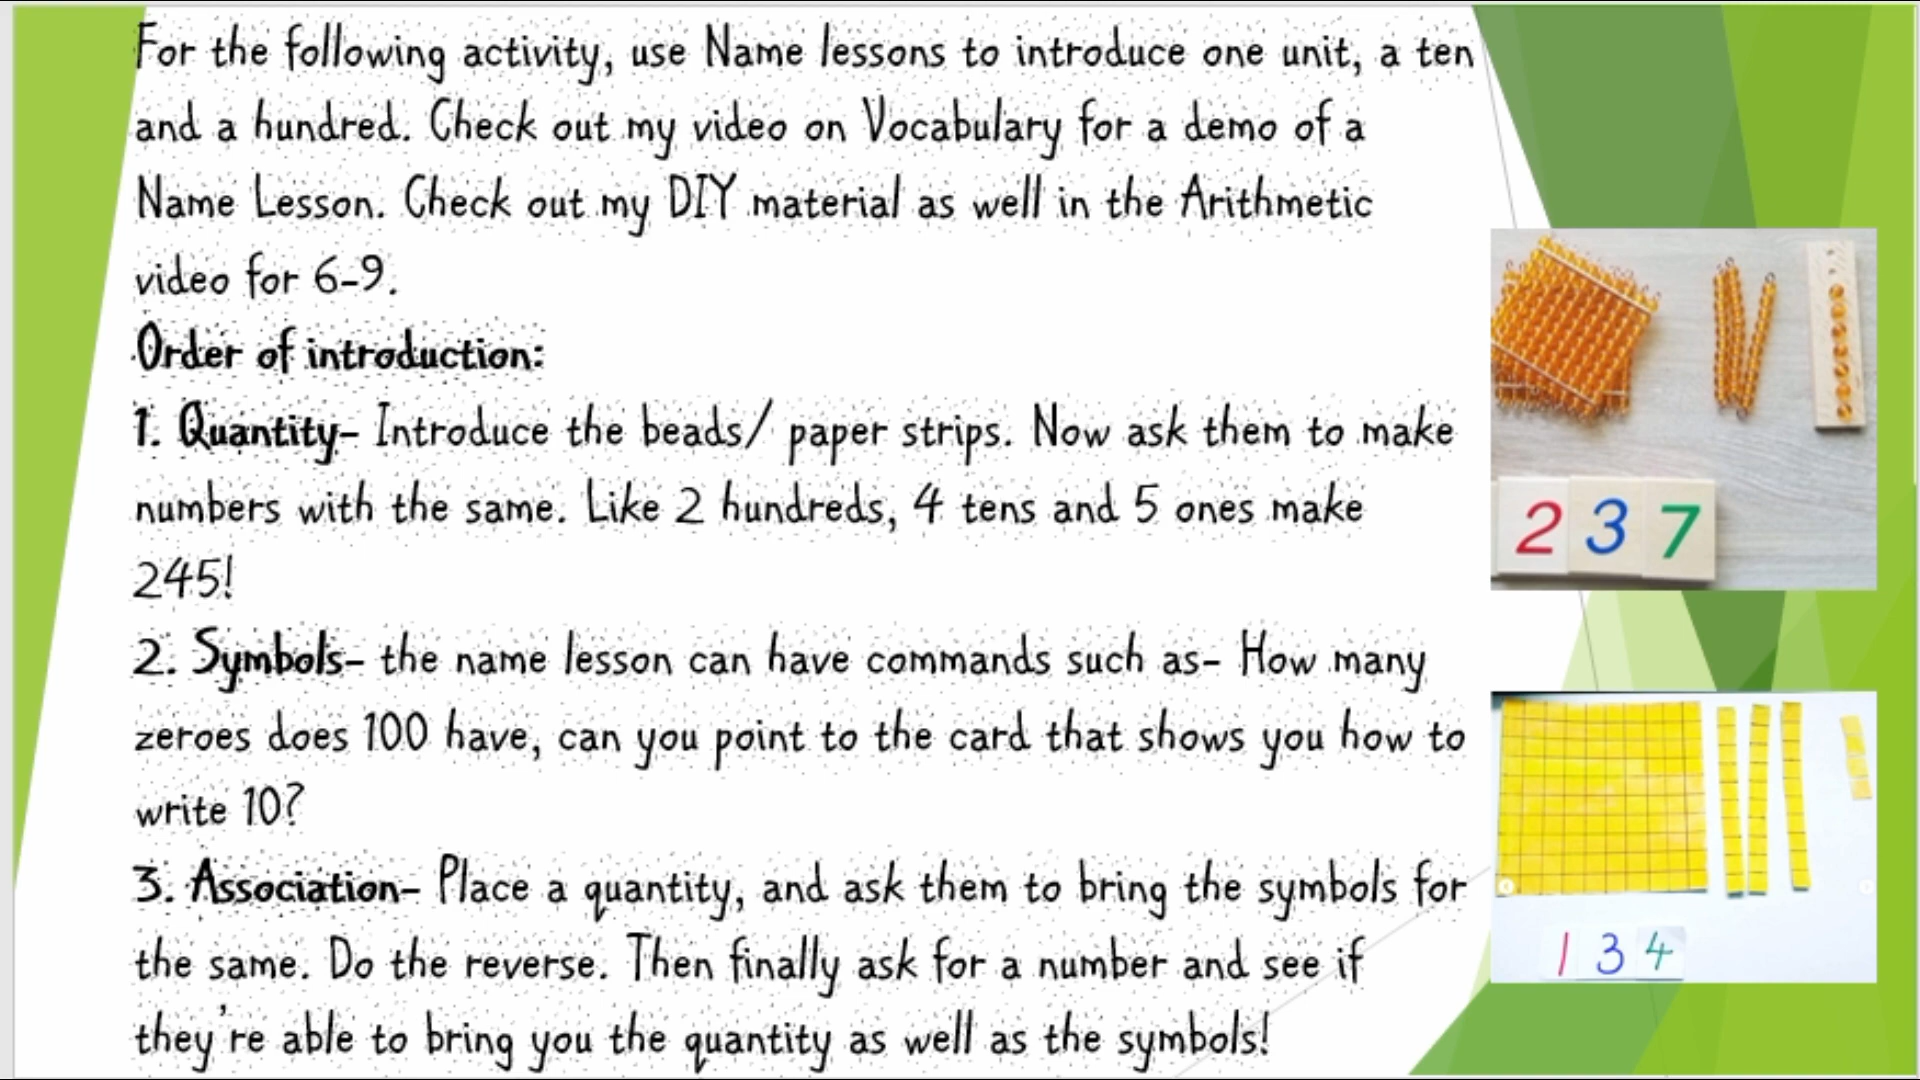 For the following activity, use Name lessons to introduce one unit, a ten
and a hundred. Check out my video on Vocabulary for a demo of a
Name Lesson. Check out my DIY material as well in the Arithmetic
video for 6-9.
Order of introduction:
1. Quantity- Introduce the beads/ paper strips. Now ask them to make
numbers with the same. Like 2 hundreds, 4 tens and 5 ones make
245!
2. Symbols- the name lesson can have commands such as- How many
zeroes does 100 have, can you point to the card that shows you how to
write 10?
3. Association- Place a quantity, and ask them to bring the symbols for
the same. Do the reverse. Then finally ask for a number and see if
they're able to bring you the quantity as well as the symbols!
2 3 7
1 3 4